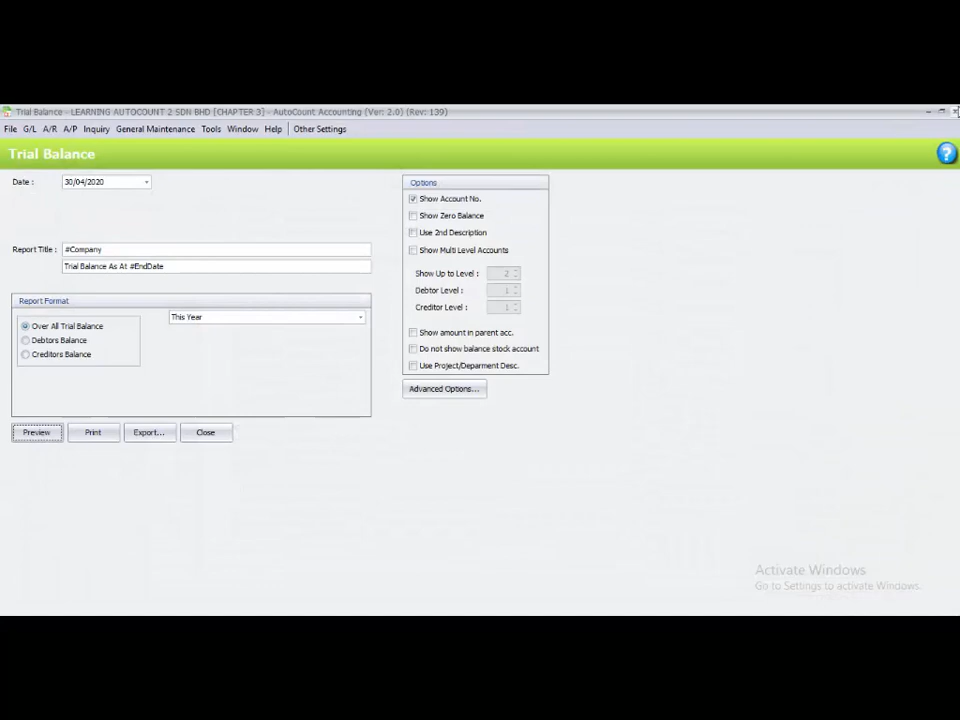 Trial Balance - LEARNING AUTOCOUNT 2 SDN BHD [CHAPTER 3] - AutoCount Accounting (Ver: 2.0) (Rev: 139)
File G/L A/R A/P Inquiry General Maintenance Tools Window Help Other Settings
Trial Balance
?
Date : 30/04/2020
Report Title : #Company
Trial Balance As At #EndDate
Report Format
Over All Trial Balance
Debtors Balance
Creditors Balance
This Year
Preview Print Export... Close
Options
Show Account No.
Show Zero Balance
Use 2nd Description
Show Multi Level Accounts
Show Up to Level : 2
Debtor Level : 1
Creditor Level : 1
Show amount in parent acc.
Do not show balance stock account
Use Project/Deparment Desc.
Advanced Options...
Activate Windows
Go to Settings to activate Windows.